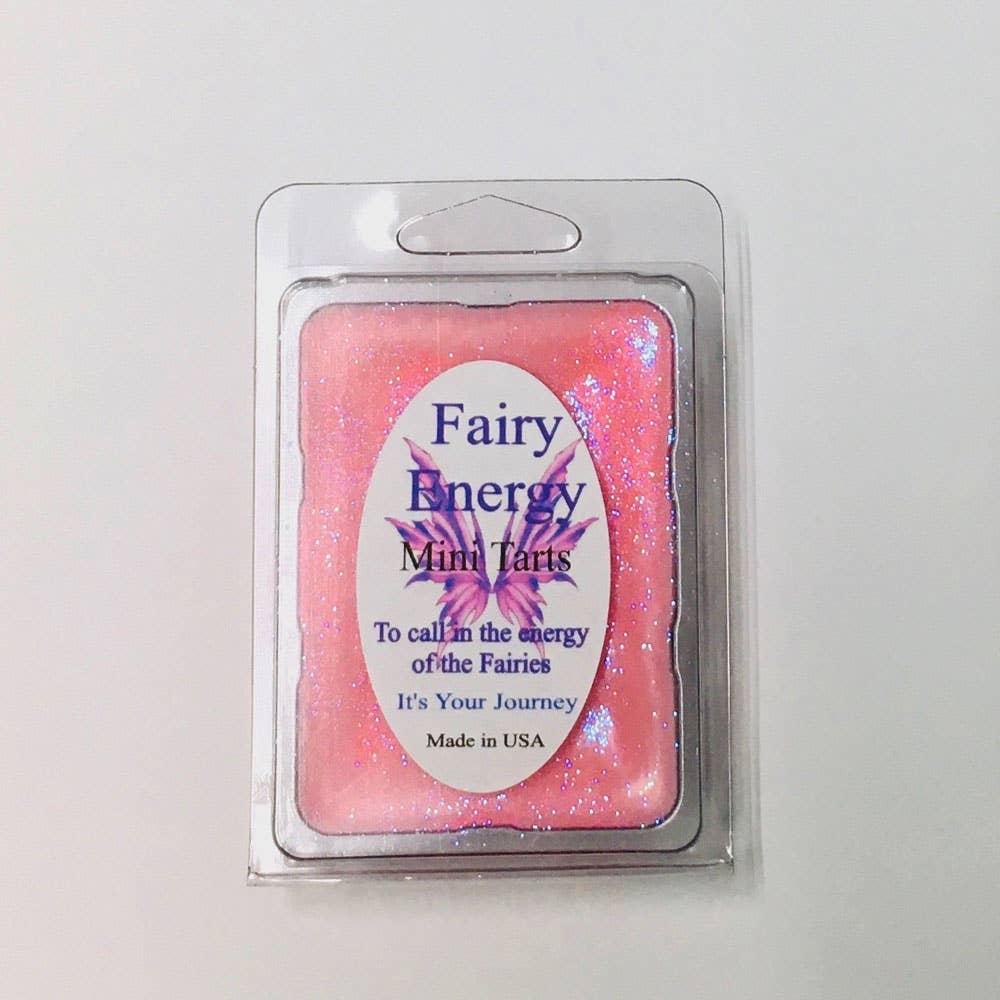 Fairy
Energy
Mini Tarts
To call in the energy
of the Fairies
It's Your Journey
Made in USA